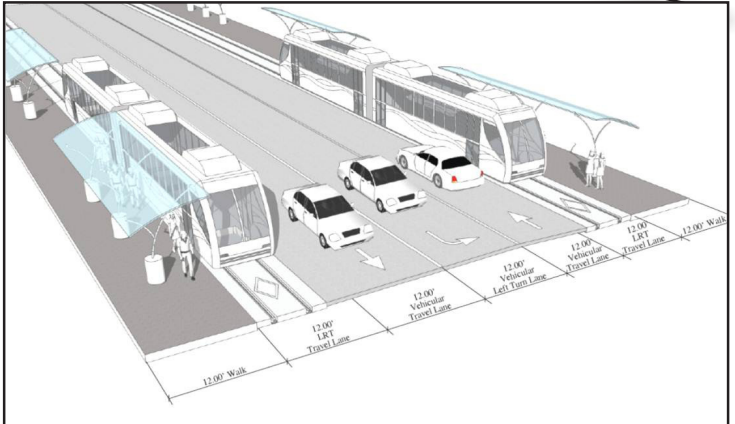 12.00' Walk
12.00'
LRT
Travel Lane
12.00'
Vehicular
Travel Lane
12.00'
Vehicular
Left Turn Lane
12.00'
Vehicular
Travel Lane
12.00'
LRT
Travel Lane
12.00' Walk